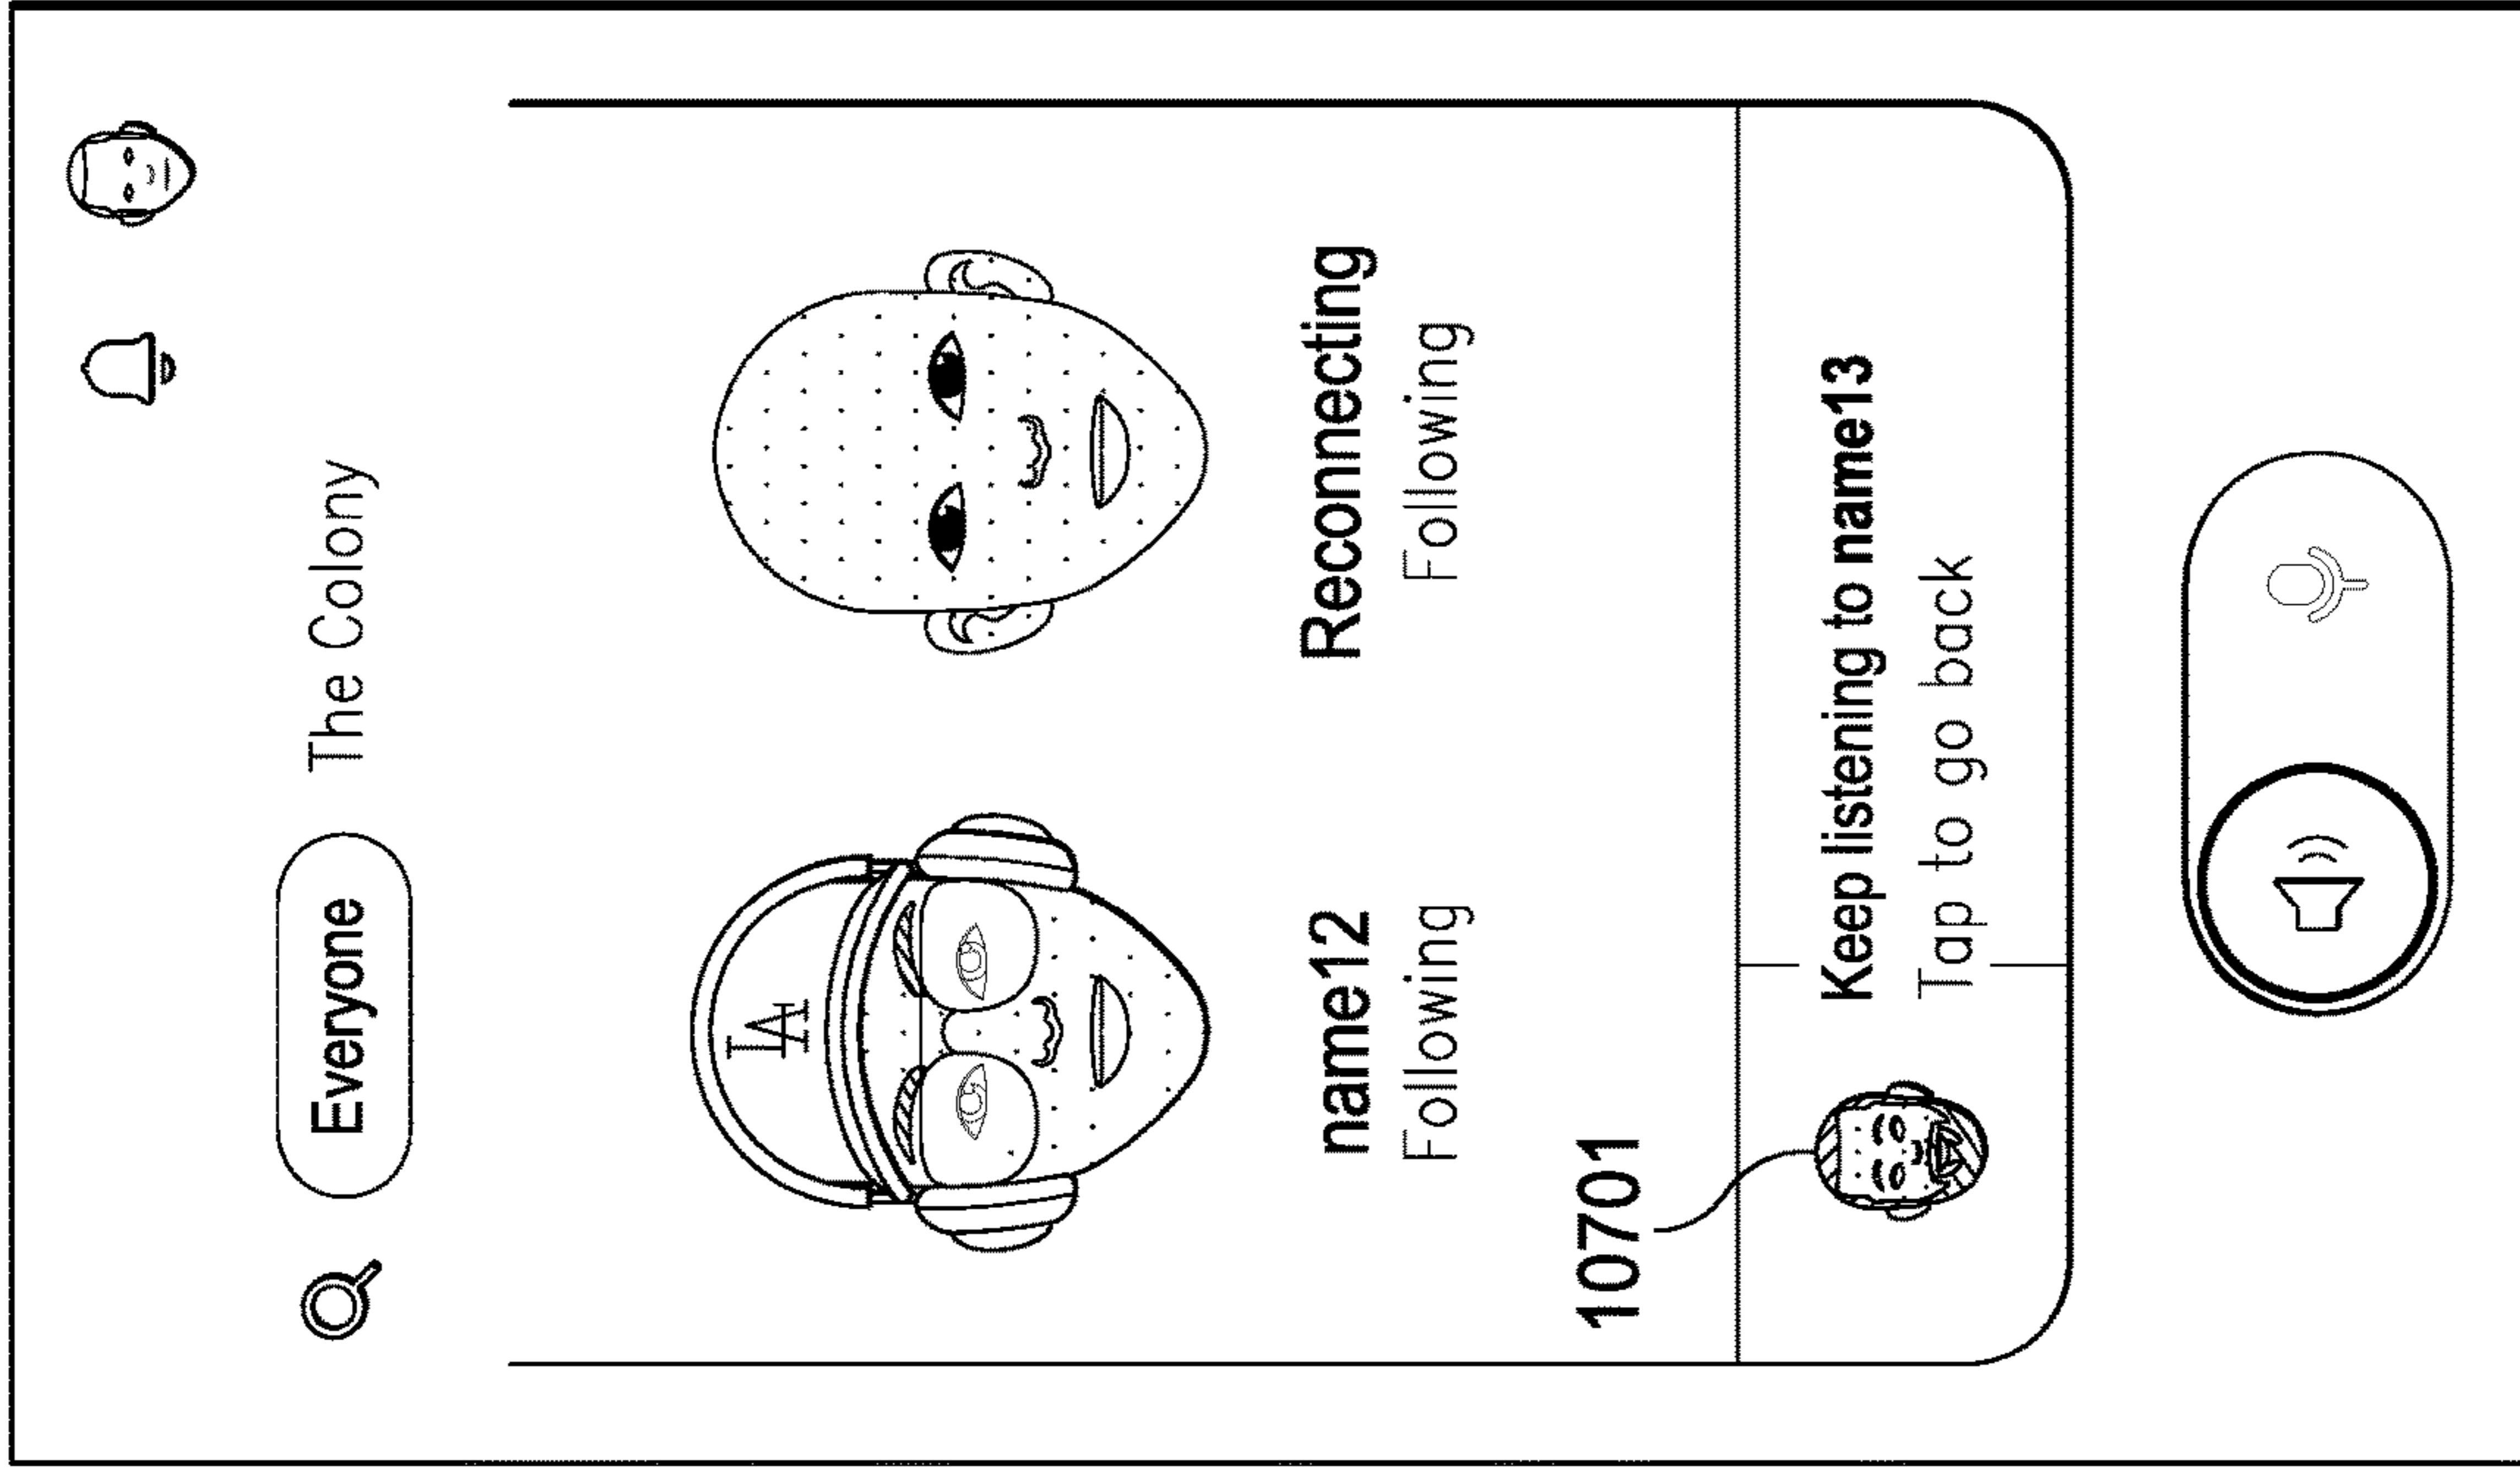 Everyone The Colony
LA
name12 Reconnecting
Following Following
10701
Keep listening to name13
Tap to go back